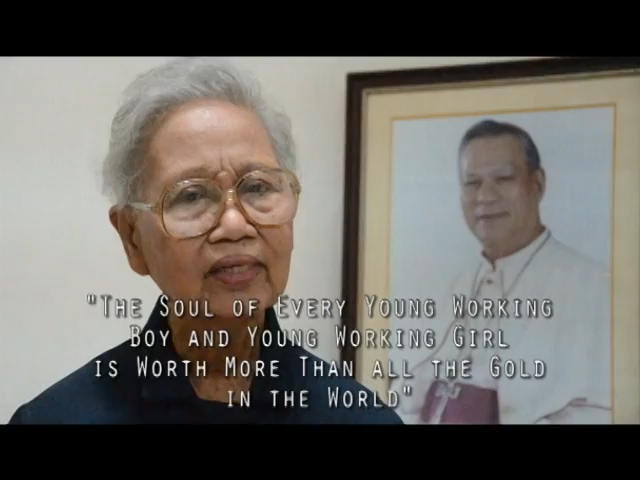 "The Soul of Every Young Working
Boy and Young Working Girl
is Worth More Than all the Gold
in the World"